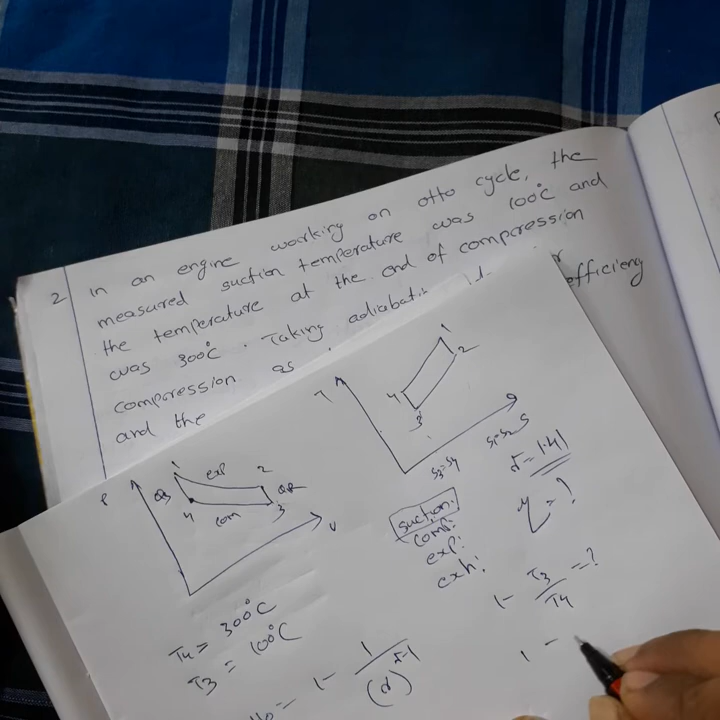 2 In an engine working on otto cycle, the
measured suction temperature was 100°C and
the temperature at the end of comparession
was 300°C. Taking adiabatic
comparession as
efficiency
and the
T
1
2
4
3
S3=S4
S1=S2
S
P
1
exp
2
QS
QR
4
com
3
V
suction:
comp:
exp:
exh:
r=1.41
η=?
T4= 300°C
T3 = 100°C
1- T3/T4 =?
1 -
= 1- 1/(r)^r-1